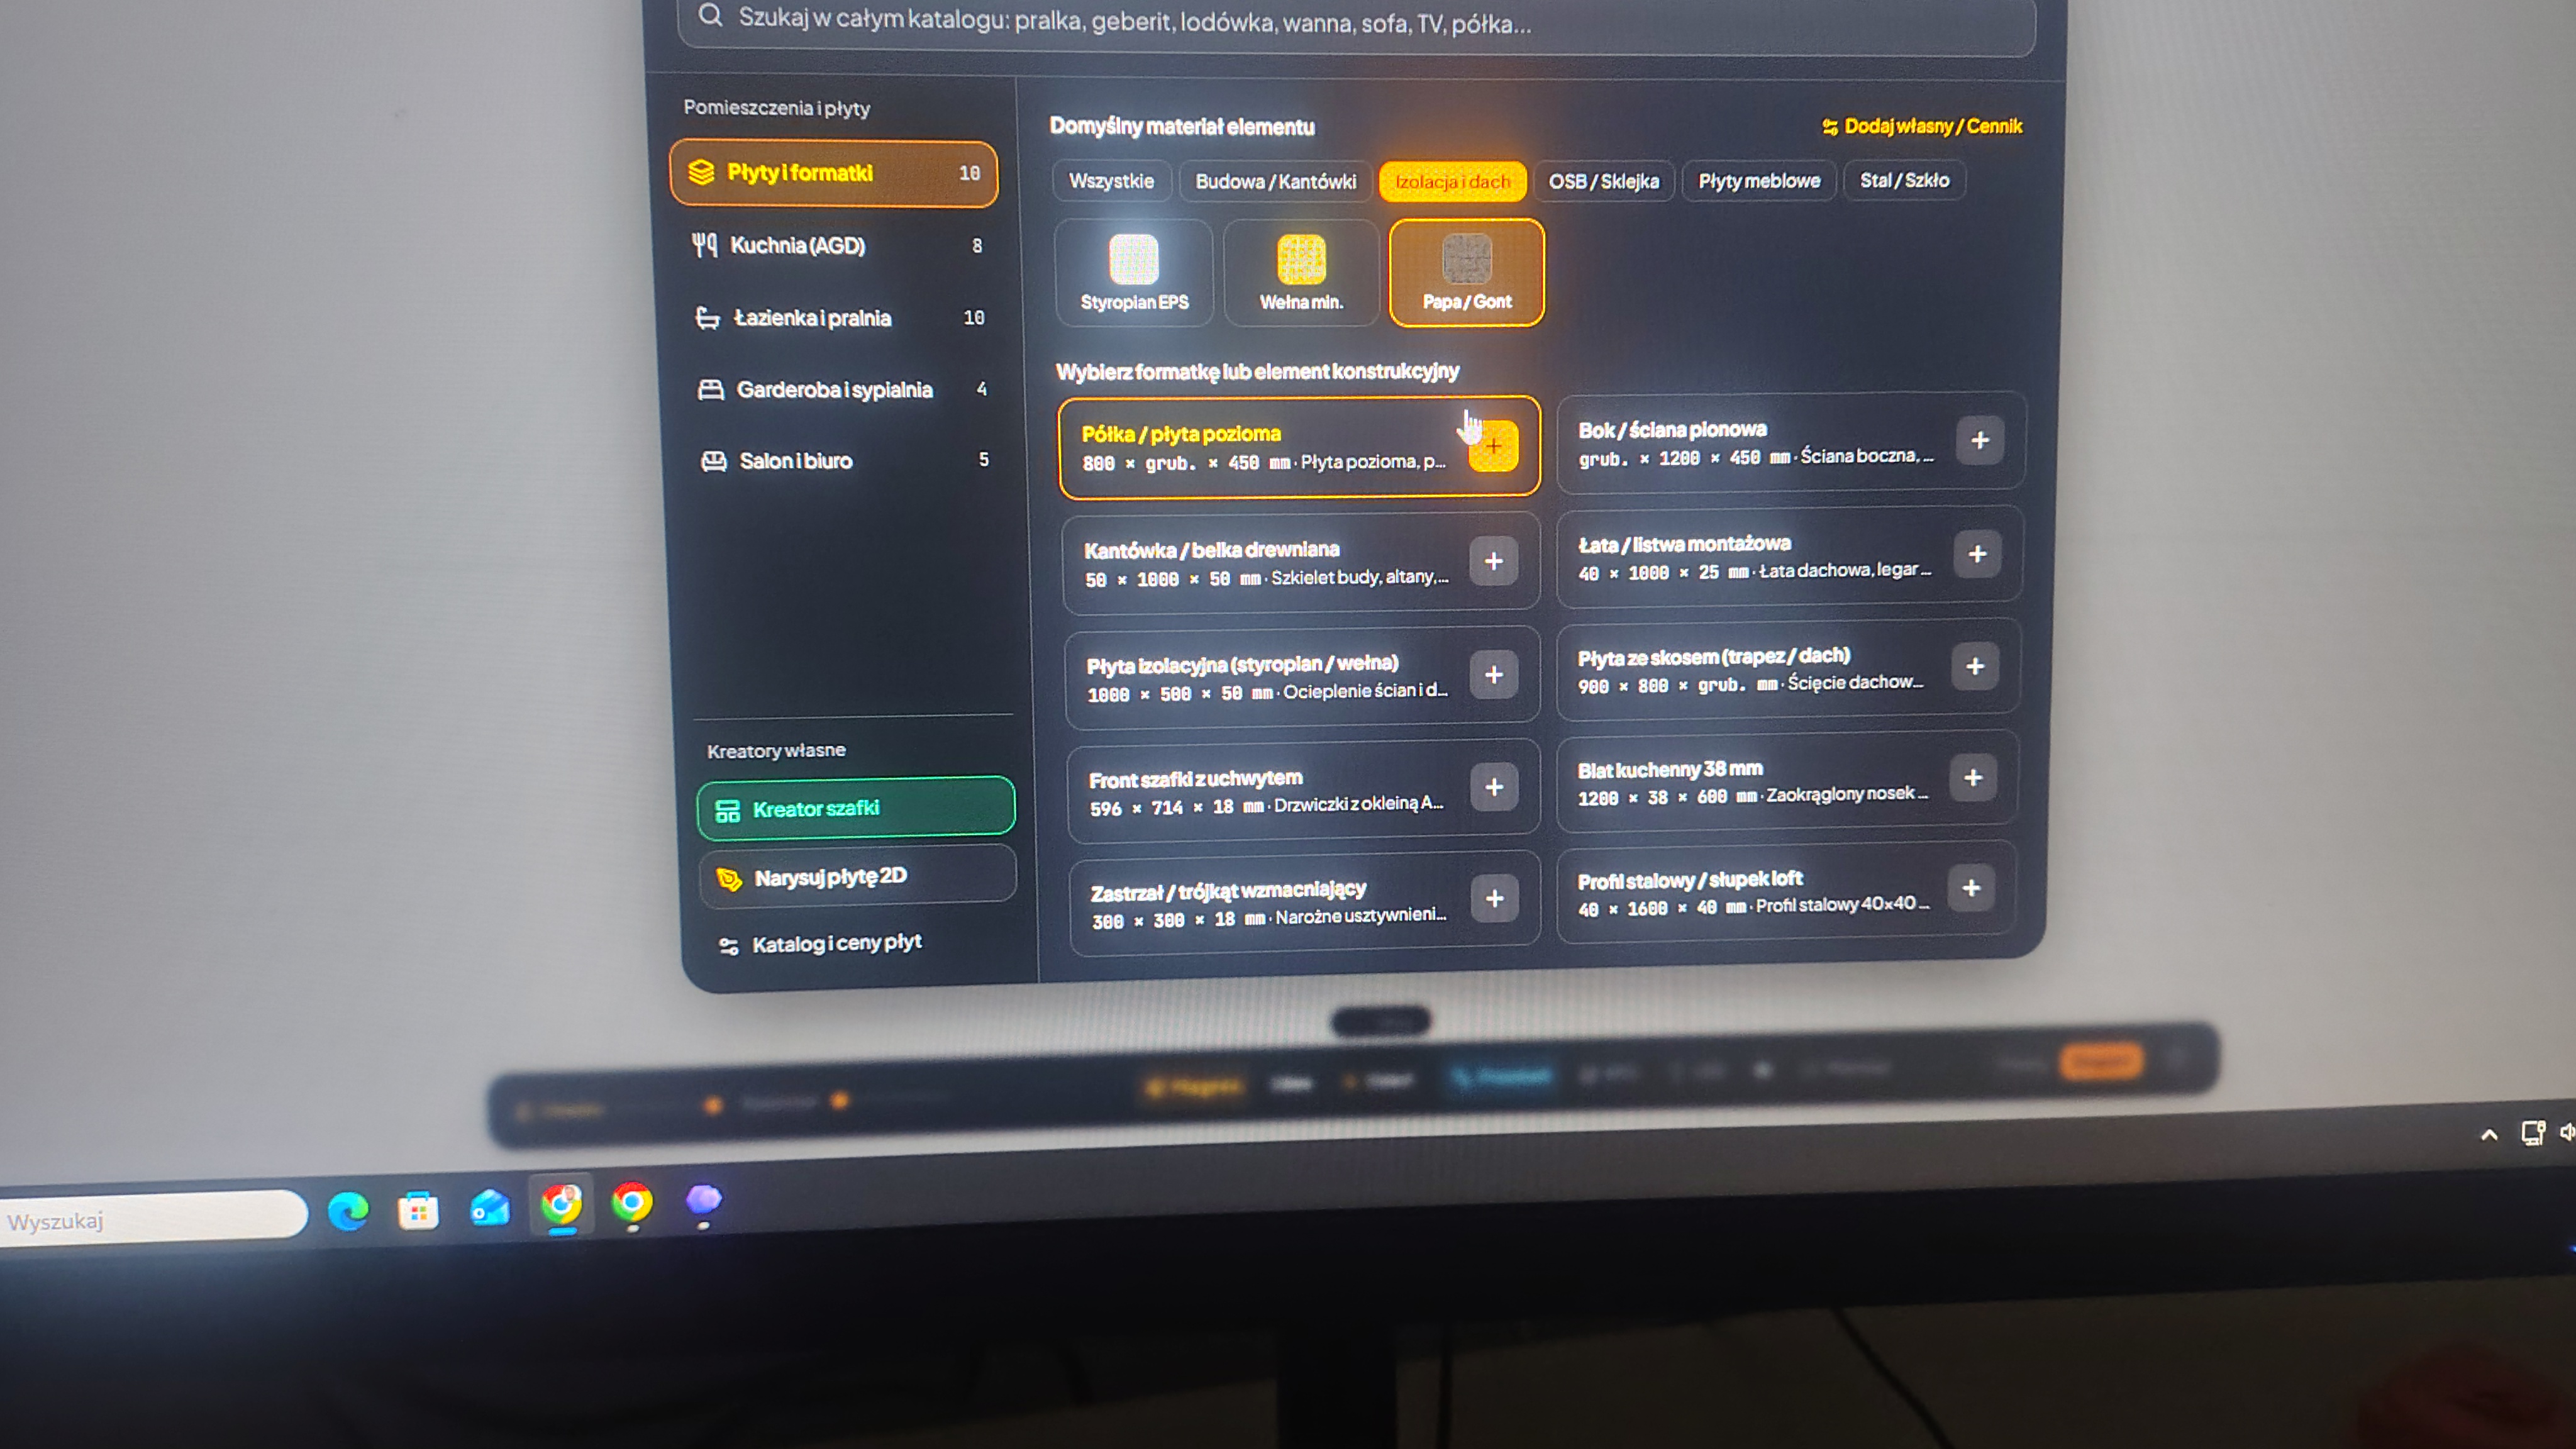 Szukaj w całym katalogu: pralka, geberit, lodówka, wanna, sofa, TV, półka...
Pomieszczenia i płyty
Płyty i formatki 10
Kuchnia (AGD) 8
Łazienka i pralnia 10
Garderoba i sypialnia 4
Salon i biuro 5
Kreatory własne
Kreator szafki
Narysuj płytę 2D
Katalog i ceny płyt
Domyślny materiał elementu
Dodaj własny / Cennik
Wszystkie Budowa / Kantówki Izolacja i dach OSB / Sklejka Płyty meblowe Stal / Szkło
Styropian EPS Wełna min. Papa / Gont
Wybierz formatkę lub element konstrukcyjny
Półka / płyta pozioma
800 × grub. × 450 mm · Płyta pozioma, p...
Bok / ściana pionowa
grub. × 1200 × 450 mm · Ściana boczna, ...
Kantówka / belka drewniana
50 × 1000 × 50 mm · Szkielet budy, altany,...
Łata / listwa montażowa
40 × 1000 × 25 mm · Łata dachowa, legar ...
Płyta izolacyjna (styropian / wełna)
1000 × 500 × 50 mm · Ocieplenie ścian i d...
Płyta ze skosem (trapez / dach)
900 × 800 × grub. mm · Ścięcie dachow...
Front szafki z uchwytem
596 × 714 × 18 mm · Drzwiczki z okleiną A...
Blat kuchenny 38 mm
1200 × 38 × 600 mm · Zaokrąglony nosek ...
Zastrzał / trójkąt wzmacniający
300 × 300 × 18 mm · Narożne usztywnieni...
Profil stalowy / słupek loft
40 × 1600 × 40 mm · Profil stalowy 40x40 ...
Wyszukaj